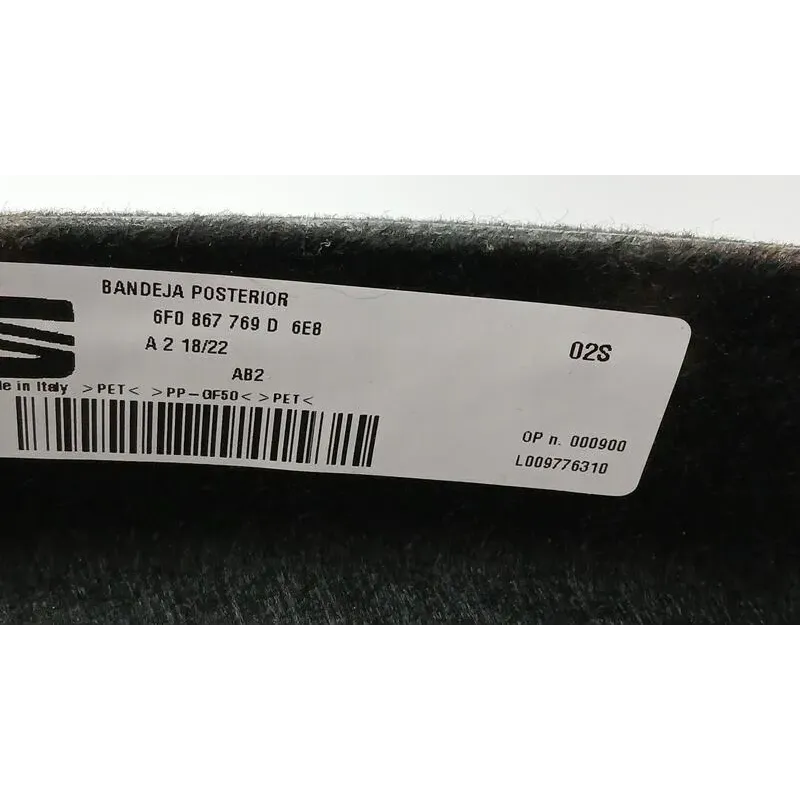 BANDEJA POSTERIOR
6F0 867 769 D 6E8
A 2 18/22
02S
AB2
in Italy >PET< >PP-GF50< >PET<
OP n. 000900
L009776310